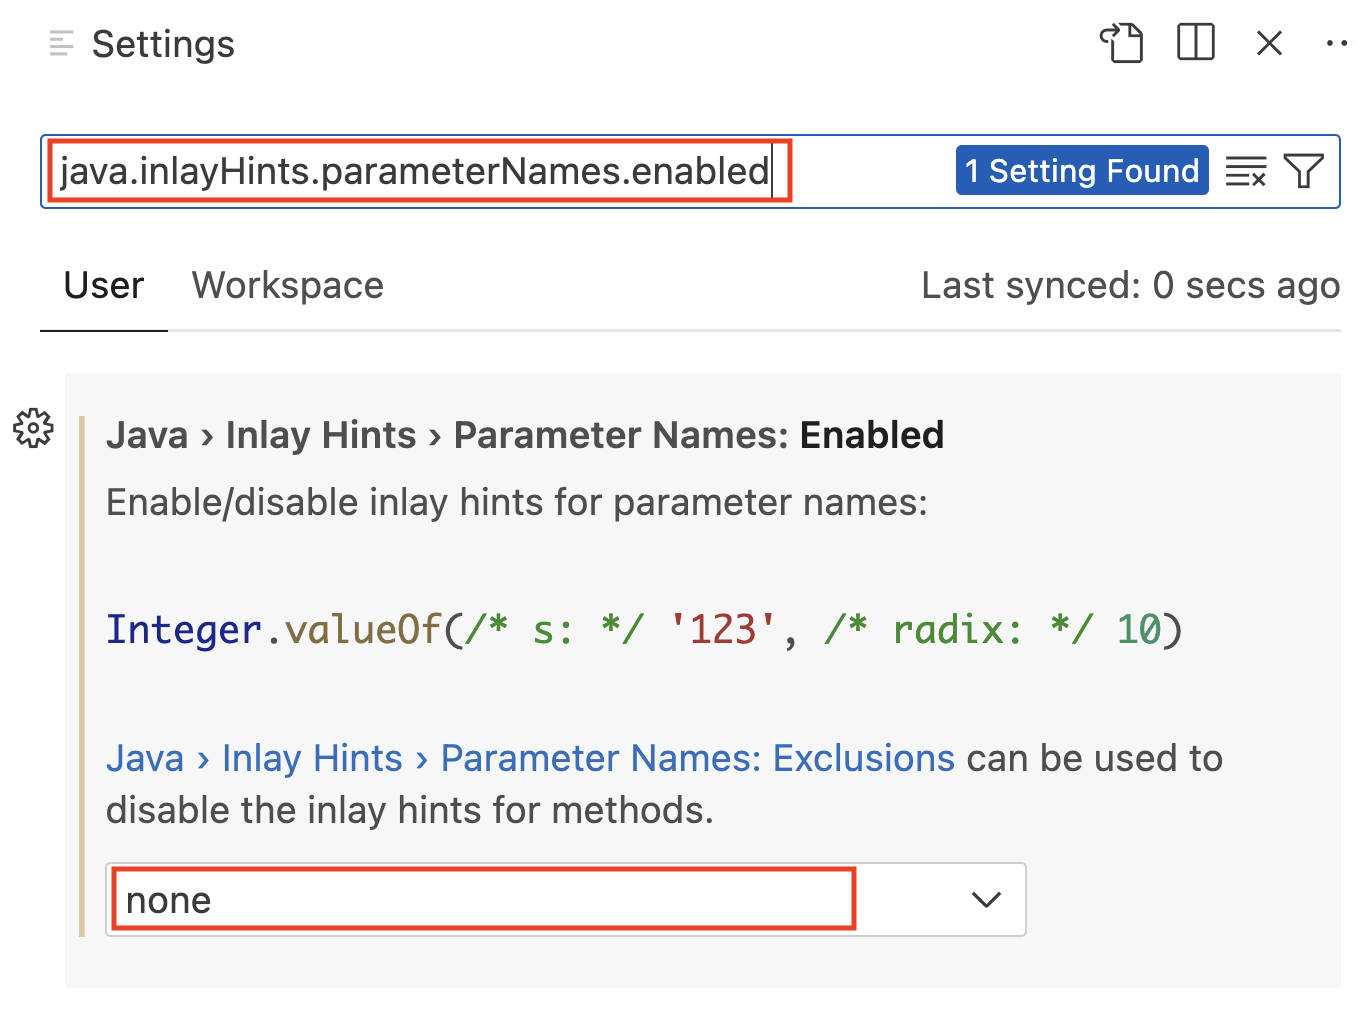 Settings
java.inlayHints.parameterNames.enabled
1 Setting Found
User
Workspace
Last synced: 0 secs ago
Java › Inlay Hints › Parameter Names: Enabled
Enable/disable inlay hints for parameter names:
Integer.valueOf(/* s: */ '123', /* radix: */ 10)
Java › Inlay Hints › Parameter Names: Exclusions can be used to
disable the inlay hints for methods.
none